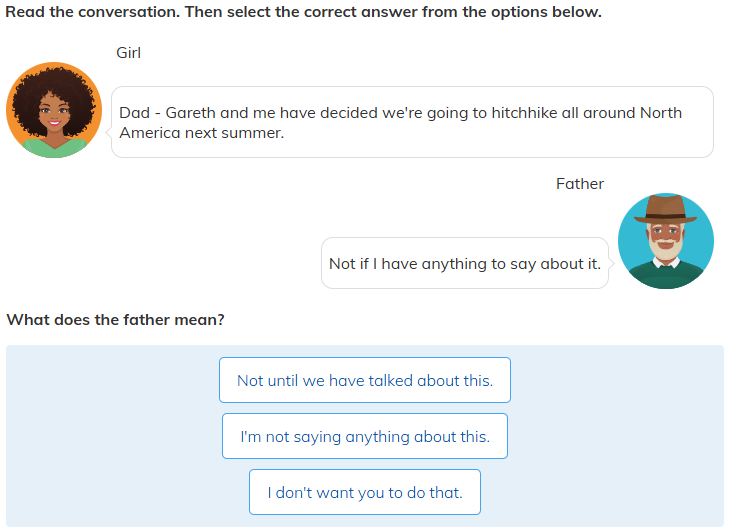 Read the conversation. Then select the correct answer from the options below.
Girl
Dad - Gareth and me have decided we're going to hitchhike all around North
America next summer.
Father
Not if I have anything to say about it.
What does the father mean?
Not until we have talked about this.
I'm not saying anything about this.
I don't want you to do that.